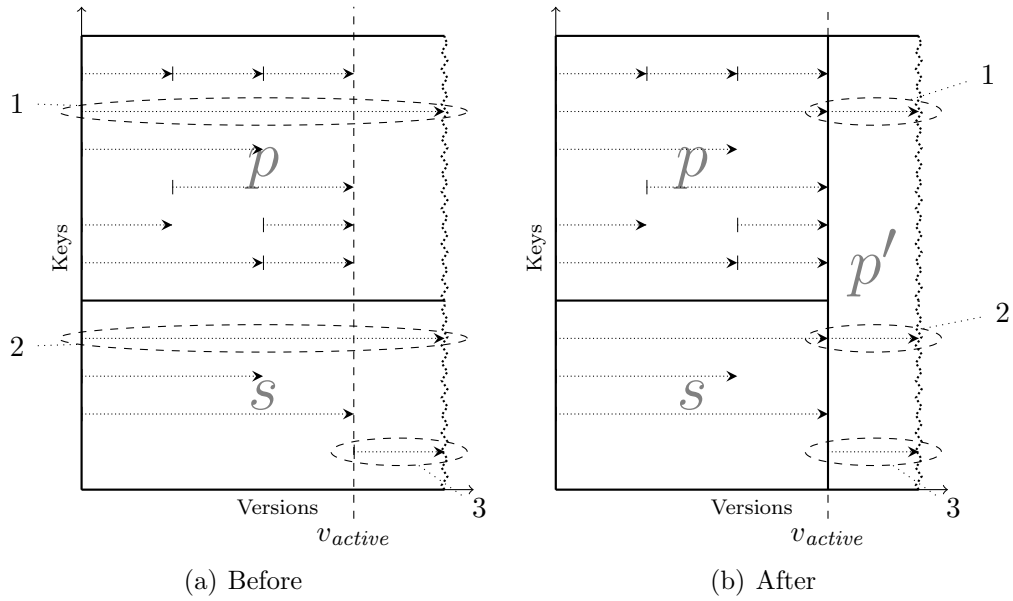 1
p
Keys
2
s
Versions
3
v_active
(a) Before
1
p
Keys
p′
2
s
Versions
3
v_active
(b) After